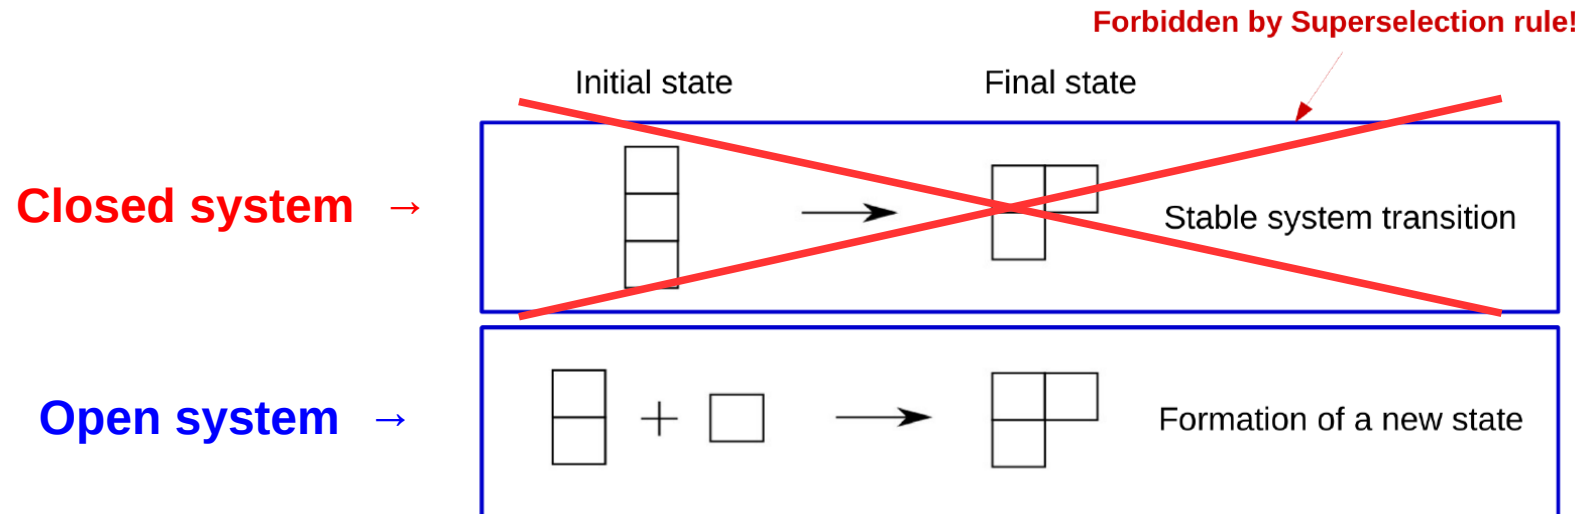 Forbidden by Superselection rule!
Initial state
Final state
Closed system →
Stable system transition
Open system →
+
Formation of a new state